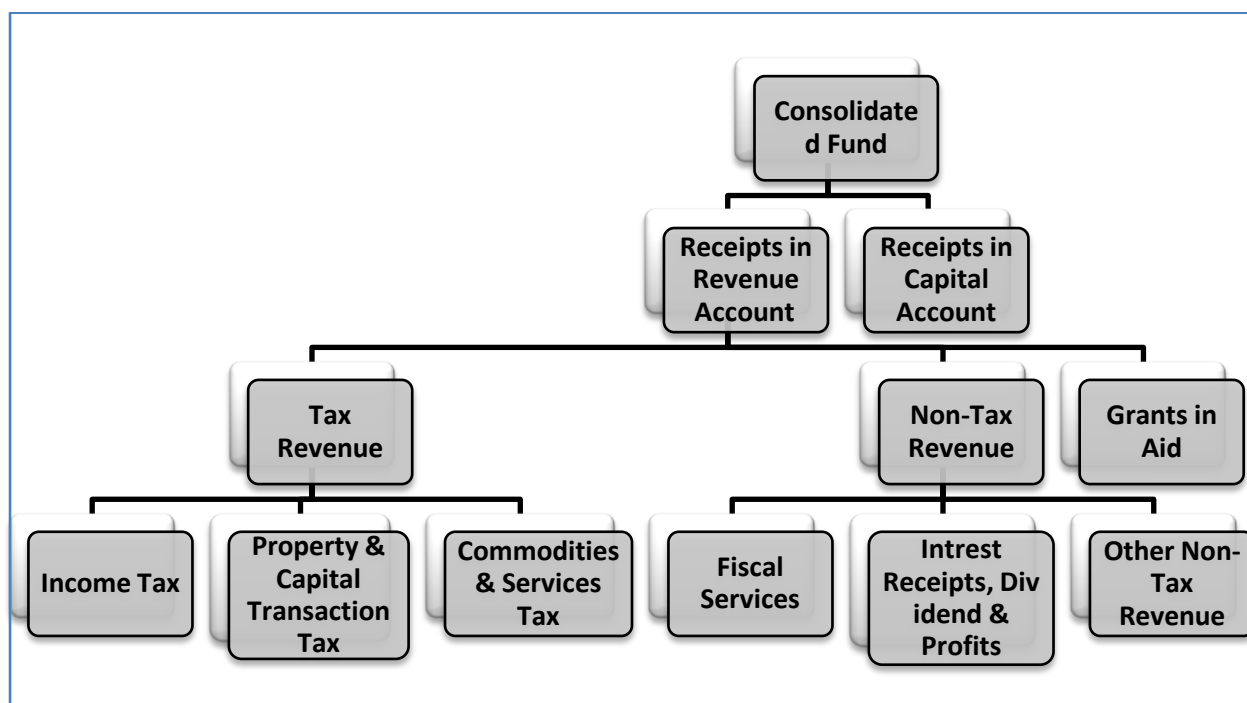 Consolidate
d Fund
Receipts in
Revenue
Account
Receipts in
Capital
Account
Tax
Revenue
Non-Tax
Revenue
Grants in
Aid
Income Tax
Property &
Capital
Transaction
Tax
Commodities
& Services
Tax
Fiscal
Services
Intrest
Receipts, Div
idend &
Profits
Other Non-
Tax
Revenue